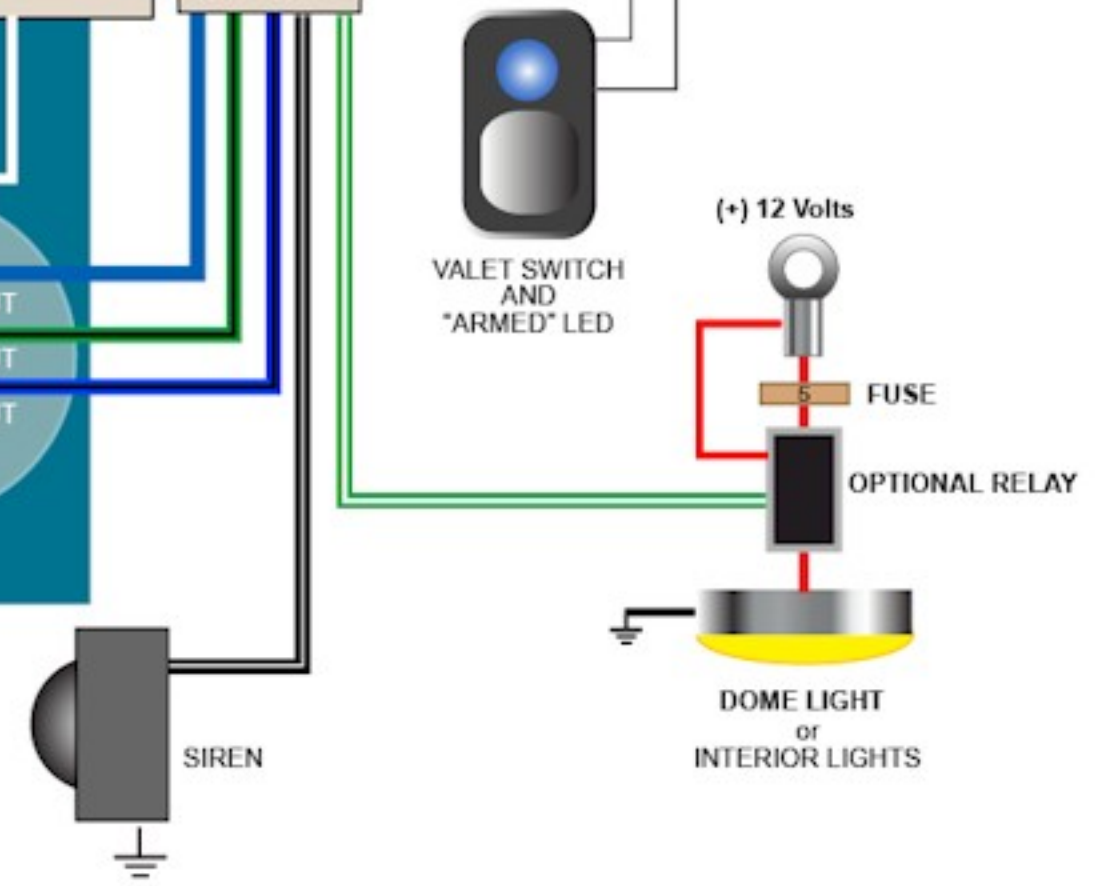 VALET SWITCH
AND
"ARMED" LED
(+) 12 Volts
5
FUSE
OPTIONAL RELAY
DOME LIGHT
or
INTERIOR LIGHTS
SIREN